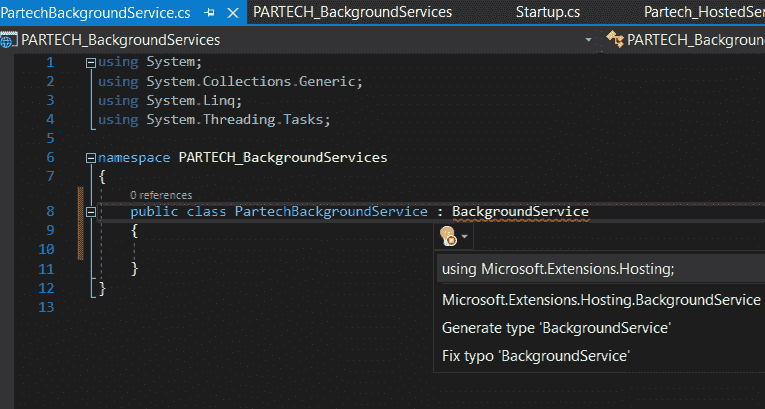 PartechBackgroundService.cs PARTECH_BackgroundServices Startup.cs Partech_HostedSer
PARTECH_BackgroundServices PARTECH_Backgroun
1 using System;
2 using System.Collections.Generic;
3 using System.Linq;
4 using System.Threading.Tasks;
5
6 namespace PARTECH_BackgroundServices
7 {
0 references
8 public class PartechBackgroundService : BackgroundService
9 {
10
11 }
12 }
13
using Microsoft.Extensions.Hosting;
Microsoft.Extensions.Hosting.BackgroundService
Generate type 'BackgroundService'
Fix typo 'BackgroundService'